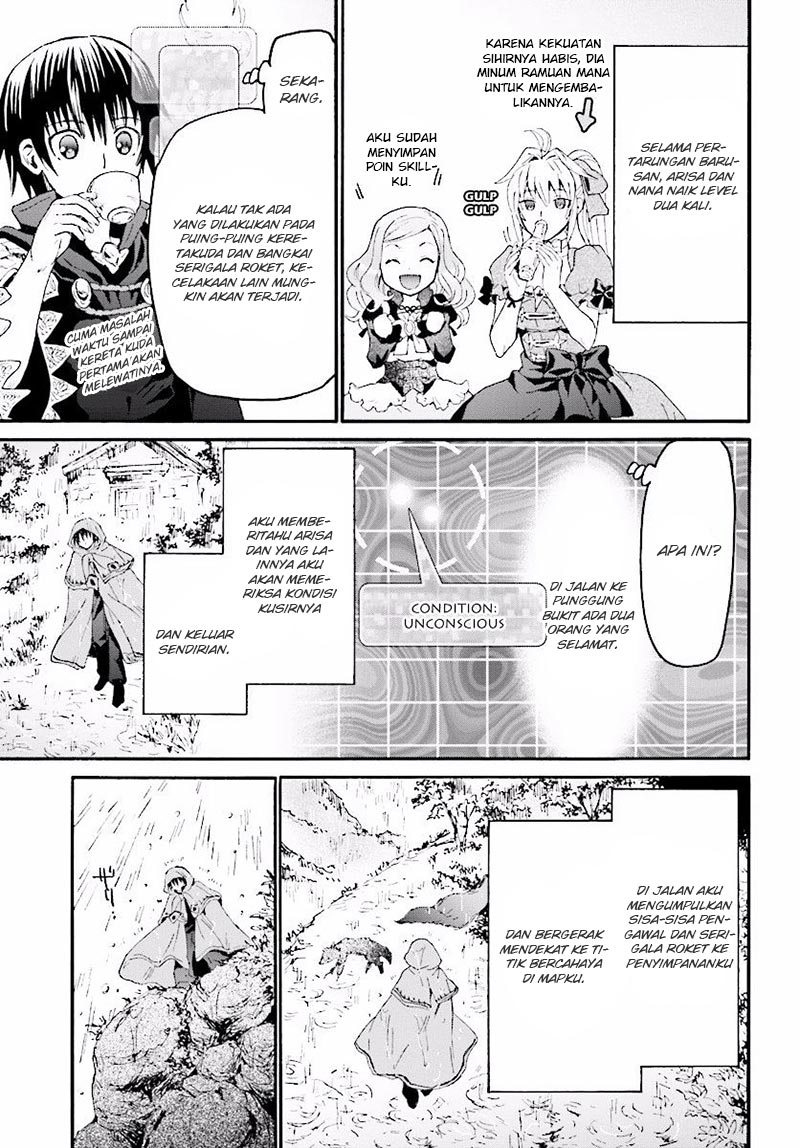 SELAMA PER-
TARUNGAN BARU-
SAN, ARISA DAN
NANA NAIK LEVEL
DUA KALI.
KARENA KEKUATAN
SIHIRNYA HABIS, DIA
MINUM RAMUAN MANA
UNTUK MENGEMBA-
LIKANNYA.
GULP
GULP
AKU SUDAH
MENYIMPAN
POIN SKILL-
KU.
SEKA-
RANG.
KALAU TAK ADA
YANG DILAKUKAN PADA
PUING-PUING KERE-
TAKUDA DAN BANGKAI
SERIGALA ROKET, KE-
CELAKAAN LAIN MUNG-
KIN AKAN TERJADI.
CUMA MASALAH
WAKTU SAMPAI
KERETA KUDA
PERTAMA AKAN
MELEWATINYA.
APA INI?
DI JALAN KE
PUNGGUNG
BUKIT ADA DUA
ORANG YANG
SELAMAT.
CONDITION:
UNCONSCIOUS
AKU MEMBE-
RITAHU ARISA
DAN YANG LA-
INNYA AKU
AKAN MEME-
RIKSA KONDISI
KUSIRNYA
DAN KELUAR
SENDIRIAN.
DI JALAN AKU
MENGUMPULKAN
SISA-SISA PEN-
GAWAL DAN SERI-
GALA ROKET KE
PENYIMPANANKU
DAN BERGERAK
MENDEKAT KE TI-
TIK BERCAHAYA
DI MAPKU.